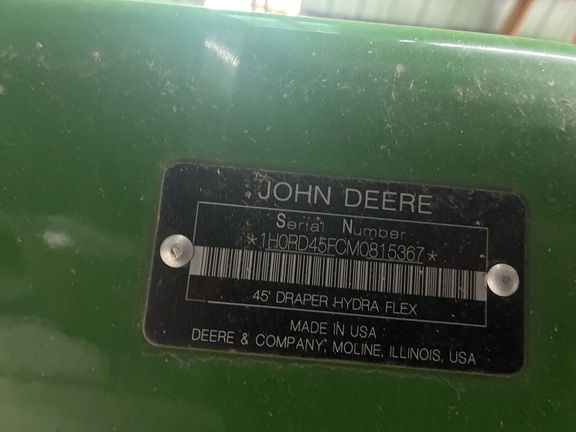 JOHN DEERE
Serial Number
*1H0RD45FCM0815367*
45' DRAPER HYDRA FLEX
MADE IN USA
DEERE & COMPANY, MOLINE, ILLINOIS, USA